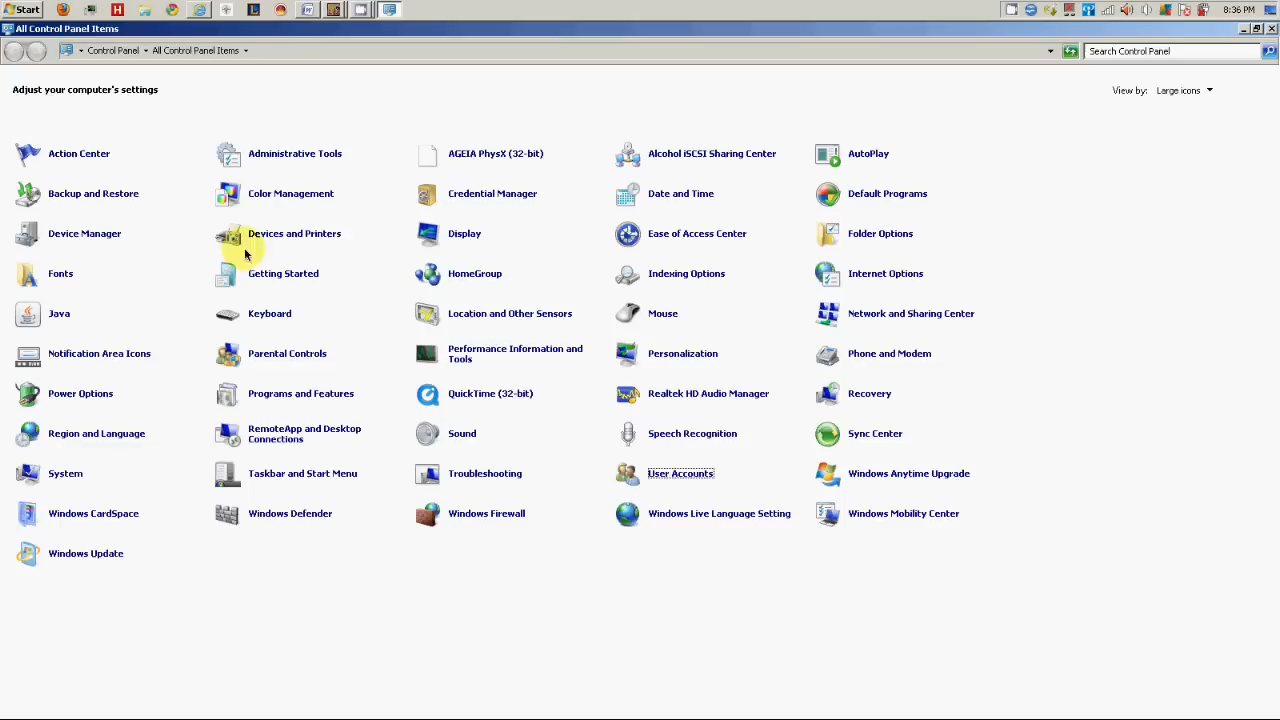 Start
H
L
W
8:36 PM
All Control Panel Items
Control Panel
All Control Panel Items
Search Control Panel
Adjust your computer's settings
View by:
Large icons
Action Center
Administrative Tools
AGEIA PhysX (32-bit)
Alcohol iSCSI Sharing Center
AutoPlay
Backup and Restore
Color Management
Credential Manager
Date and Time
Default Programs
Device Manager
Devices and Printers
Display
Ease of Access Center
Folder Options
Fonts
Getting Started
HomeGroup
Indexing Options
Internet Options
Java
Keyboard
Location and Other Sensors
Mouse
Network and Sharing Center
Notification Area Icons
Parental Controls
Performance Information and
Tools
Personalization
Phone and Modem
Power Options
Programs and Features
QuickTime (32-bit)
Realtek HD Audio Manager
Recovery
Region and Language
RemoteApp and Desktop
Connections
Sound
Speech Recognition
Sync Center
System
Taskbar and Start Menu
Troubleshooting
User Accounts
Windows Anytime Upgrade
Windows CardSpace
Windows Defender
Windows Firewall
Windows Live Language Setting
Windows Mobility Center
Windows Update